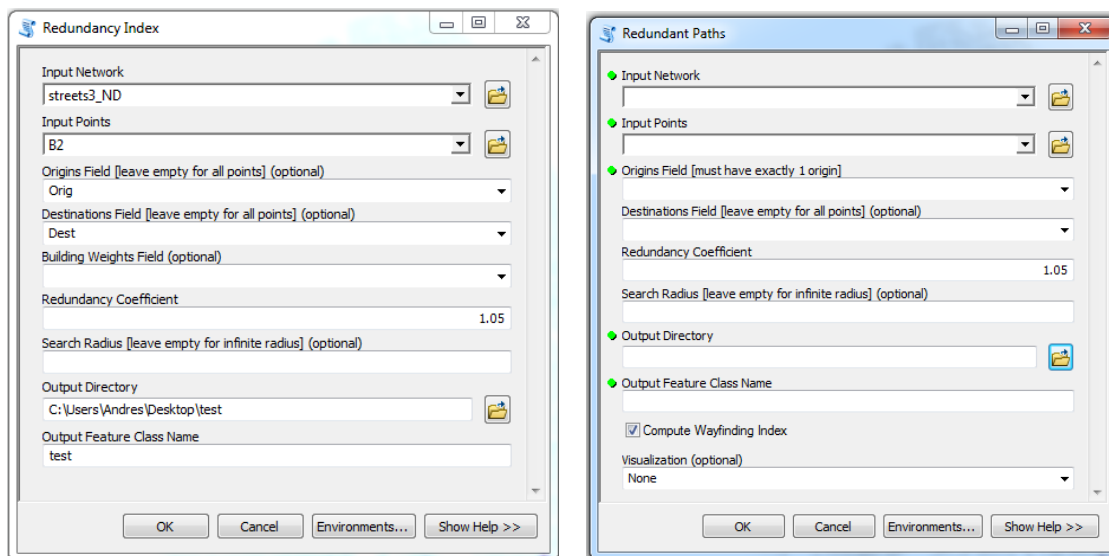 Redundancy Index
Input Network
streets3_ND
Input Points
B2
Origins Field [leave empty for all points] (optional)
Orig
Destinations Field [leave empty for all points] (optional)
Dest
Building Weights Field (optional)
Redundancy Coefficient
1.05
Search Radius [leave empty for infinite radius] (optional)
Output Directory
C:\Users\Andres\Desktop\test
Output Feature Class Name
test
OK
Cancel
Environments...
Show Help >>
Redundant Paths
Input Network
Input Points
Origins Field [must have exactly 1 origin]
Destinations Field [leave empty for all points] (optional)
Redundancy Coefficient
1.05
Search Radius [leave empty for infinite radius] (optional)
Output Directory
Output Feature Class Name
Compute Wayfinding Index
Visualization (optional)
None
OK
Cancel
Environments...
Show Help >>